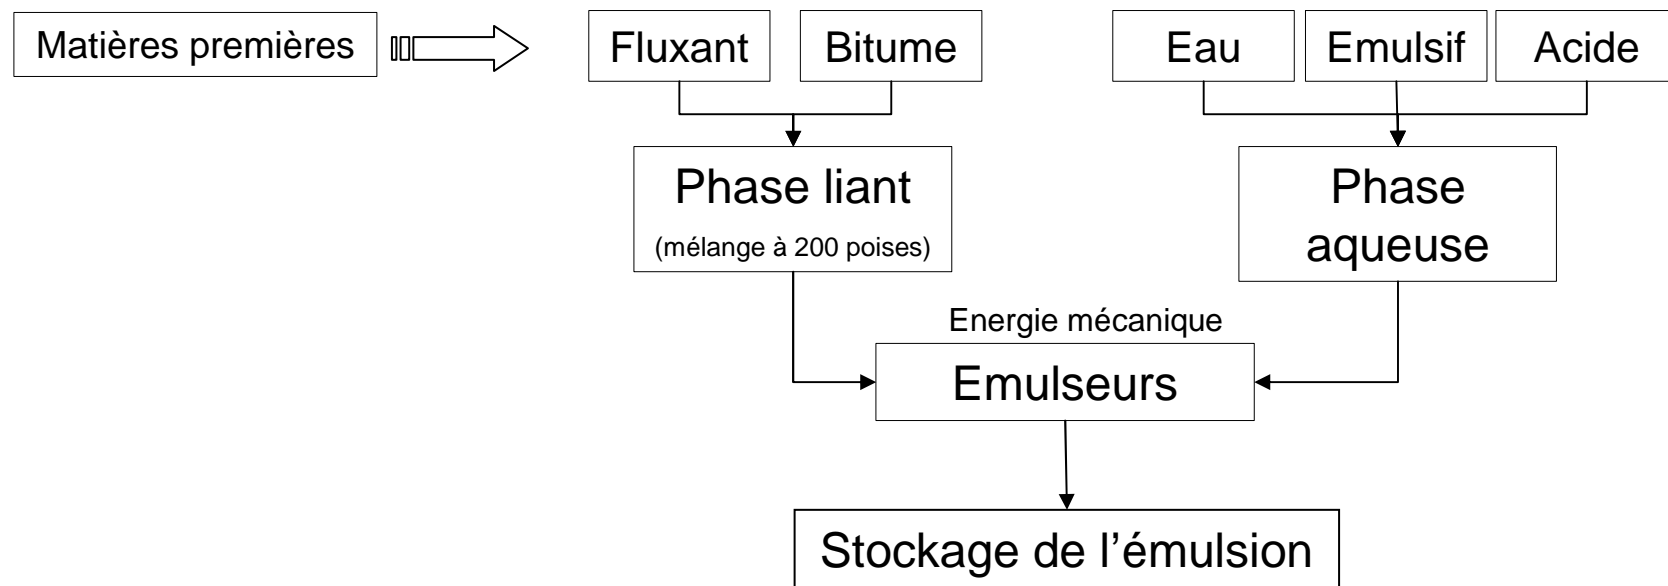 Matières premières
Fluxant
Bitume
Eau
Emulsif
Acide
Phase liant
(mélange à 200 poises)
Phase
aqueuse
Energie mécanique
Emulseurs
Stockage de l’émulsion